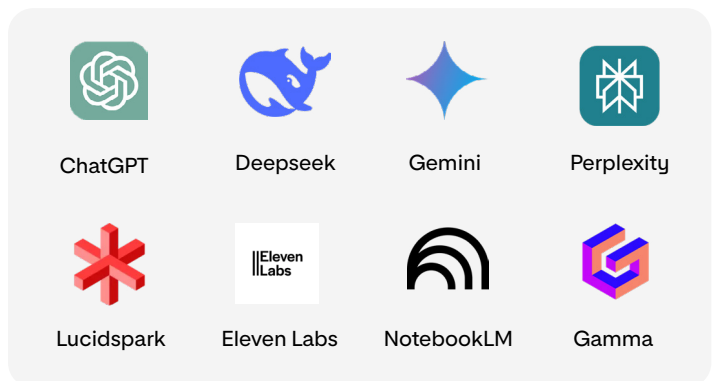 ChatGPT
Deepseek
Gemini
Perplexity
||Eleven
Labs
Lucidspark
Eleven Labs
NotebookLM
Gamma